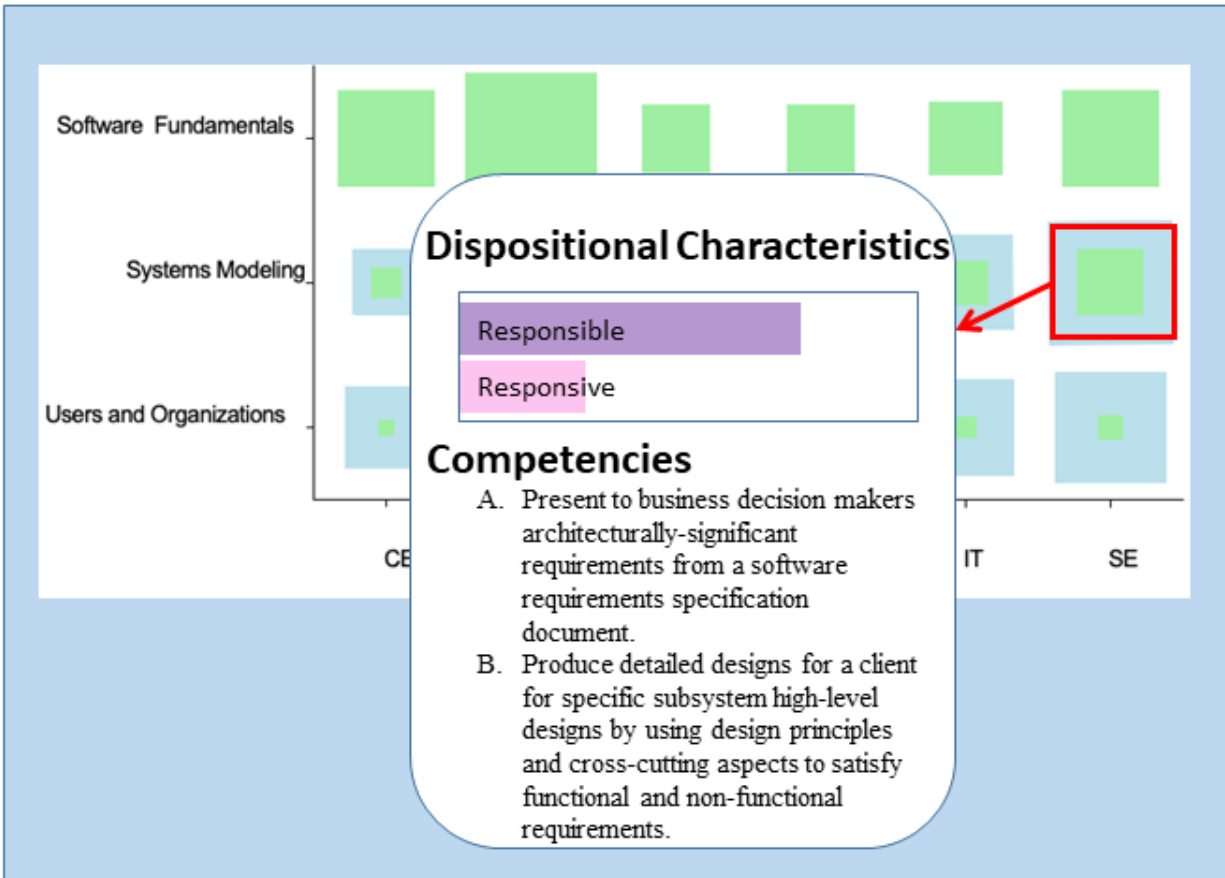 Software Fundamentals
Systems Modeling
Users and Organizations
Dispositional Characteristics
Responsible
Responsive
Competencies
A. Present to business decision makers
architecturally-significant
requirements from a software
requirements specification
document.
B. Produce detailed designs for a client
for specific subsystem high-level
designs by using design principles
and cross-cutting aspects to satisfy
functional and non-functional
requirements.
CE
IT
SE